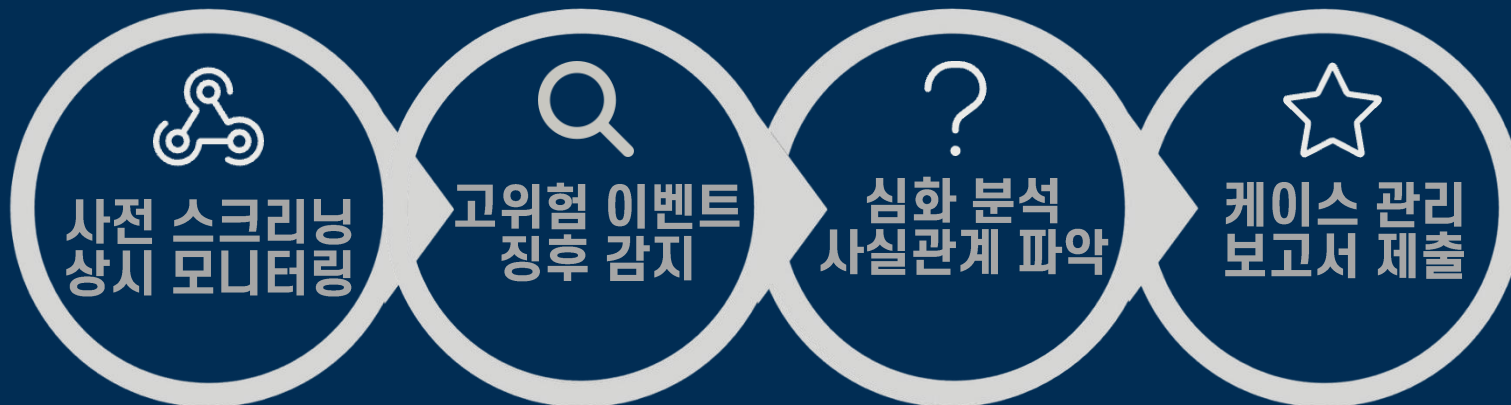 사전 스크리닝
상시 모니터링
고위험 이벤트
징후 감지
심화 분석
사실관계 파악
케이스 관리
보고서 제출